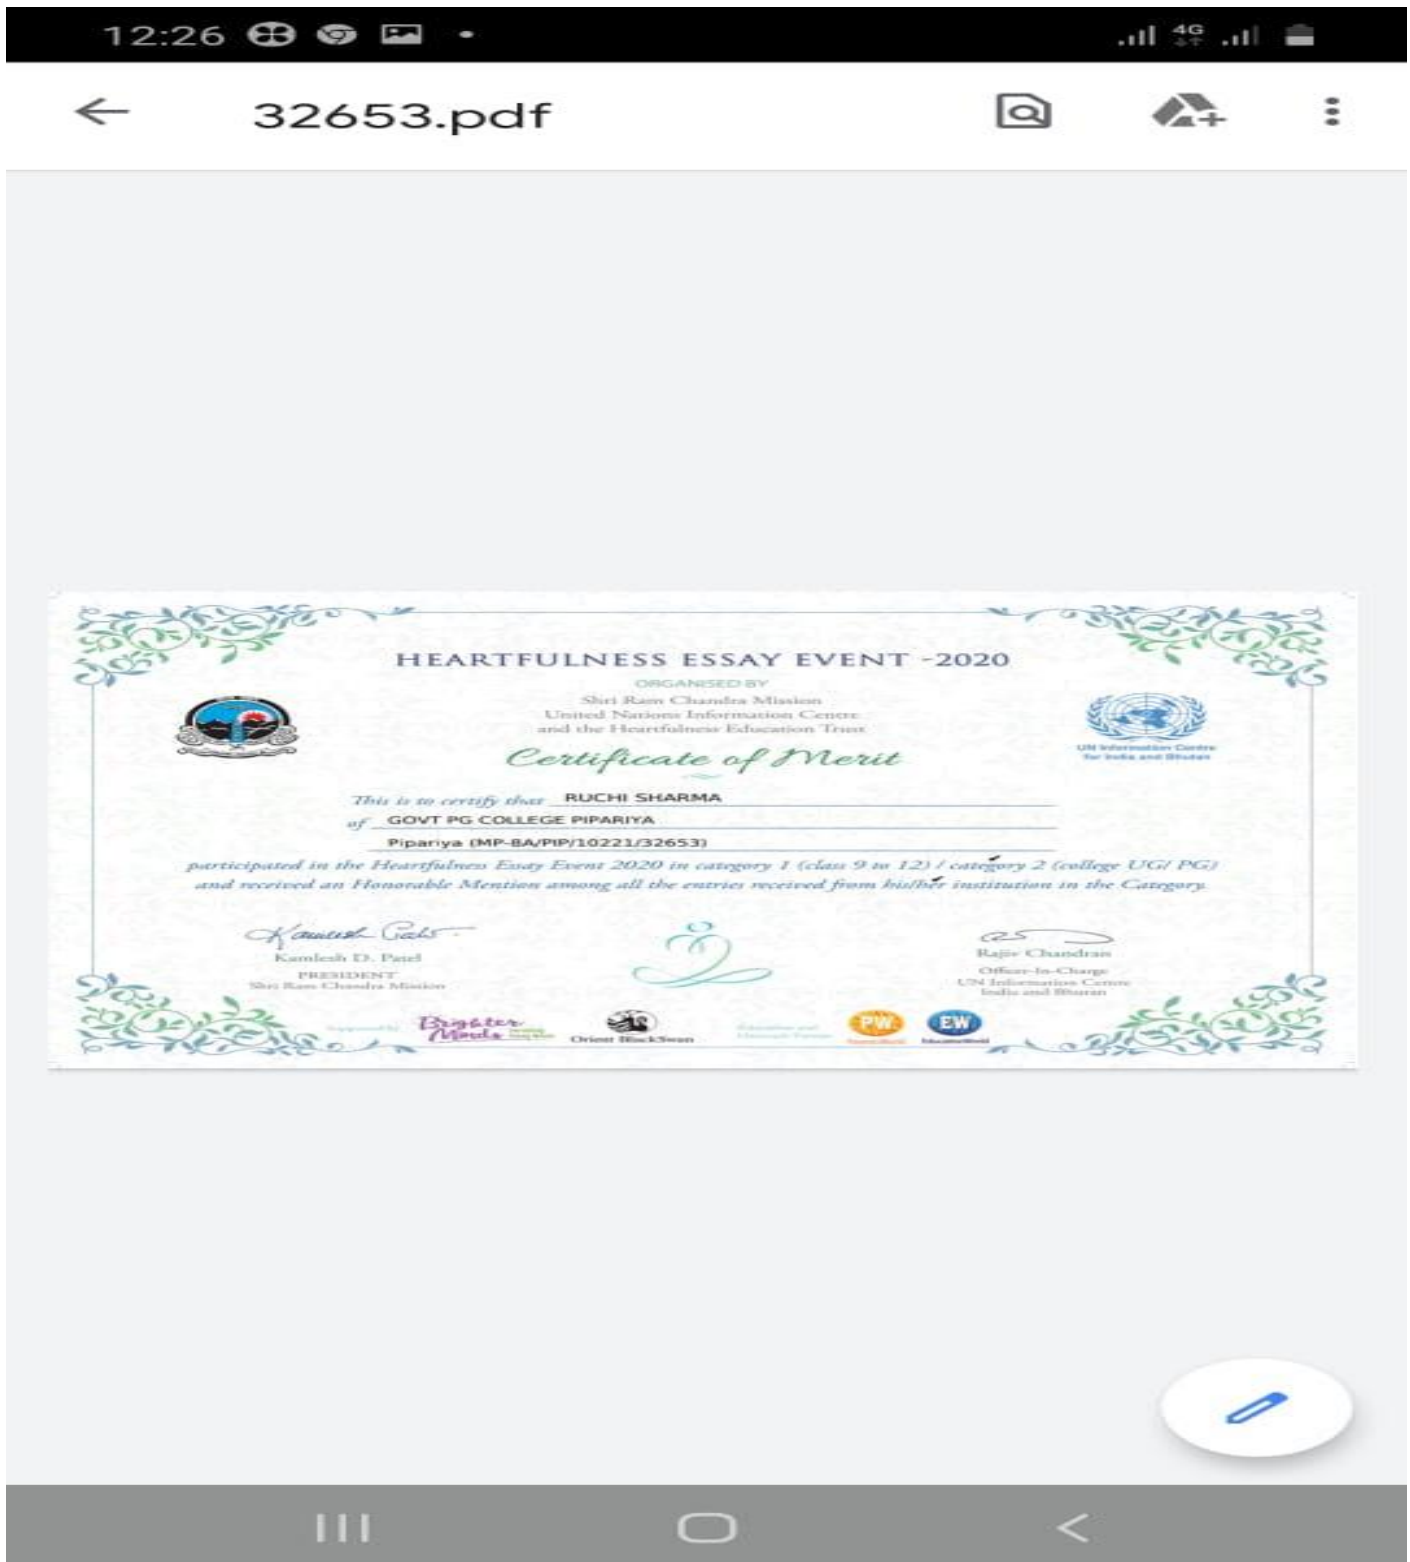 12:26
4G
32653.pdf
HEARTFULNESS ESSAY EVENT -2020
ORGANISED BY
Shri Ram Chandra Mission
United Nations Information Centre
and the Heartfulness Education Trust
Certificate of Merit
UN Information Centre
for India and Bhutan
This is to certify that RUCHI SHARMA
of GOVT PG COLLEGE PIPARIYA
Pipariya (MP-BA/PIP/10221/32653)
participated in the Heartfulness Essay Event 2020 in category 1 (class 9 to 12) / category 2 (college UG/ PG)
and received an Honorable Mention among all the entries received from his/her institution in the Category.
Kamlesh D. Patel
PRESIDENT
Shri Ram Chandra Mission
Rajiv Chandran
Officer-In-Charge
UN Information Centre
India and Bhutan
Supported by
Brighter Minds
Orient BlackSwan
PW
EW